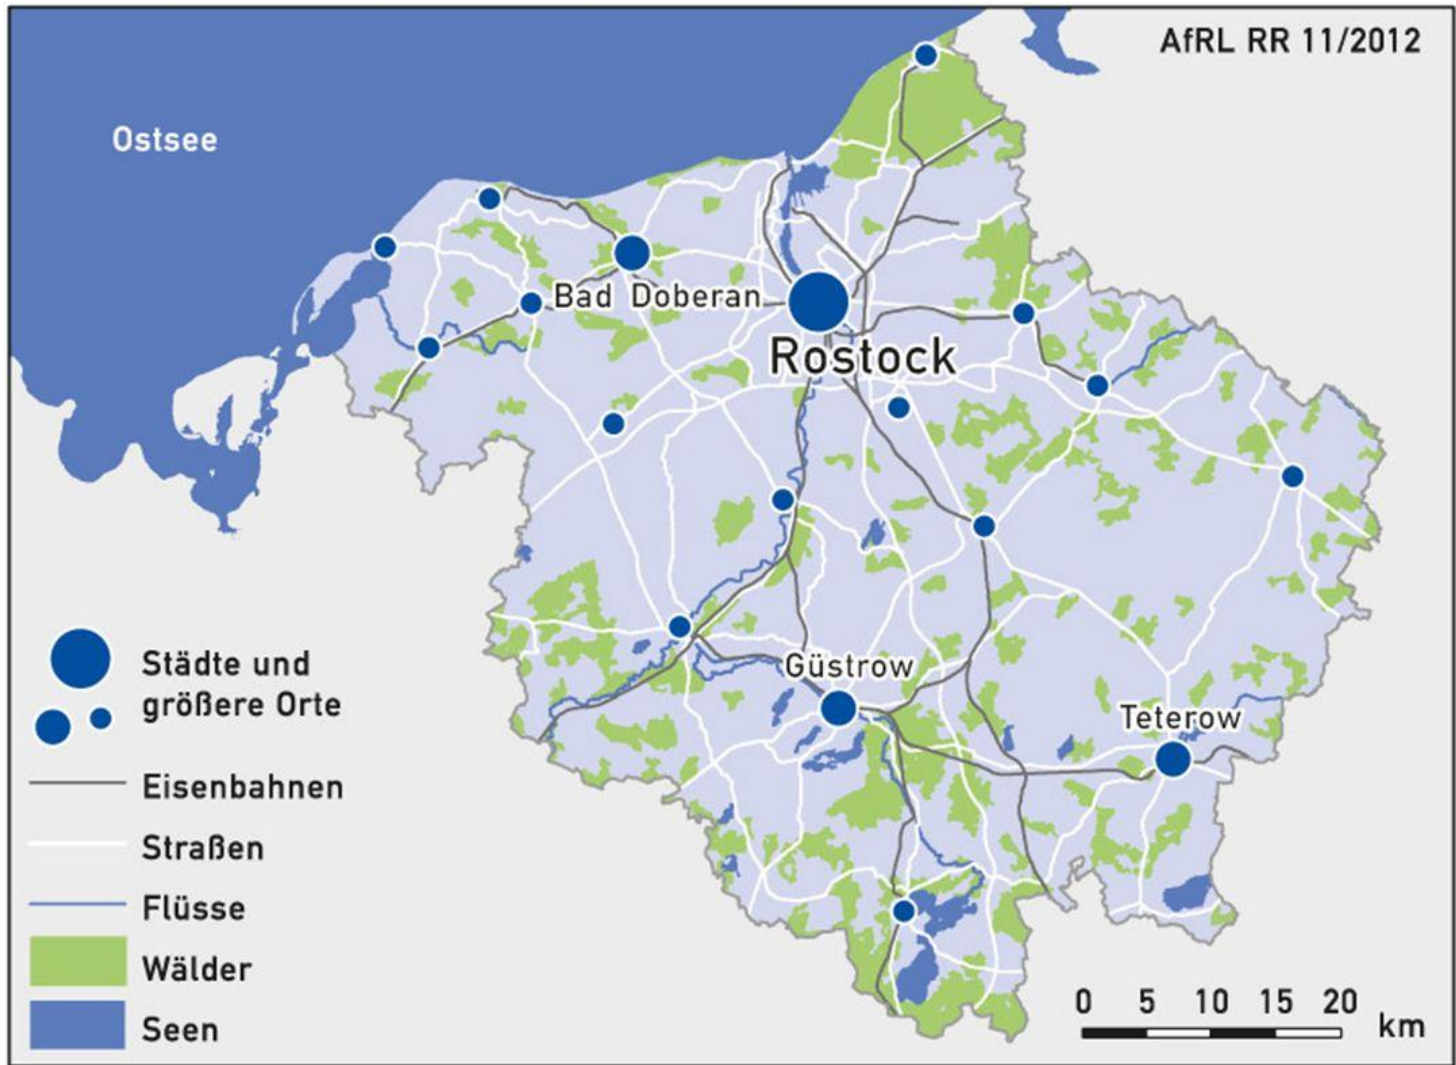 AfRL RR 11/2012
Ostsee
Bad Doberan
Rostock
Güstrow
Teterow
Städte und
größere Orte
Eisenbahnen
Straßen
Flüsse
Wälder
Seen
0 5 10 15 20
km